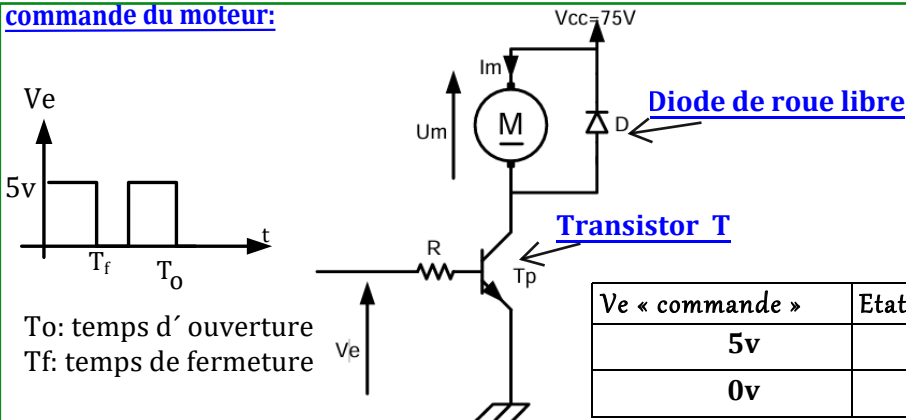 commande du moteur:
Vcc=75V
Im
Ve
Diode de roue libre
M
D
Um
5v
Transistor T
t
R
Tf
To
Tp
Ve « commande »
Etat
To: temps d´ ouverture
Ve
5v
Tf: temps de fermeture
0v